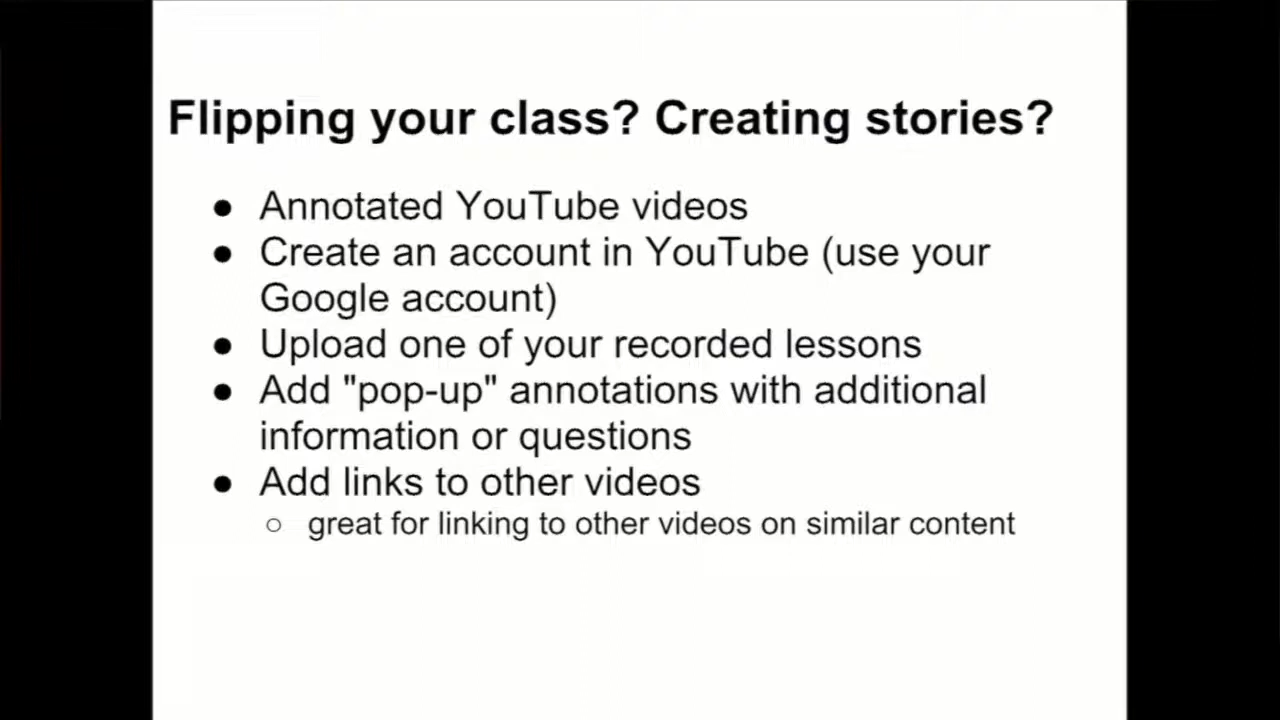 Flipping your class? Creating stories?
● Annotated YouTube videos
● Create an account in YouTube (use your
Google account)
● Upload one of your recorded lessons
● Add "pop-up" annotations with additional
information or questions
● Add links to other videos
○ great for linking to other videos on similar content